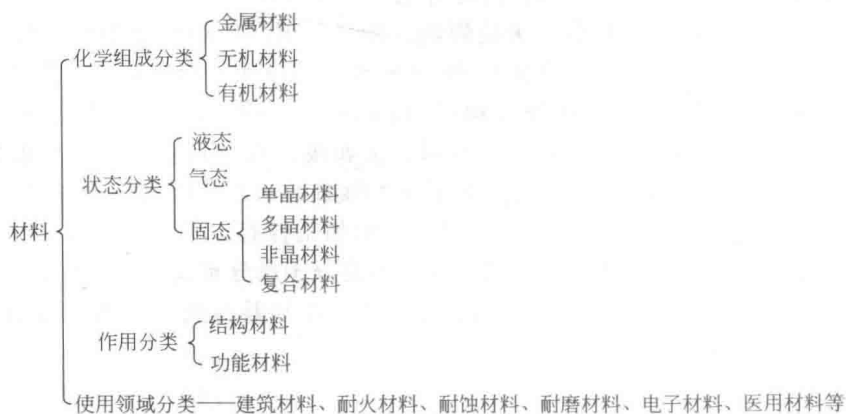 金属材料
化学组成分类
无机材料
有机材料
液态
状态分类
气态
单晶材料
多晶材料
材料
固态
非晶材料
复合材料
结构材料
作用分类
功能材料
使用领域分类——建筑材料、耐火材料、耐蚀材料、耐磨材料、电子材料、医用材料等